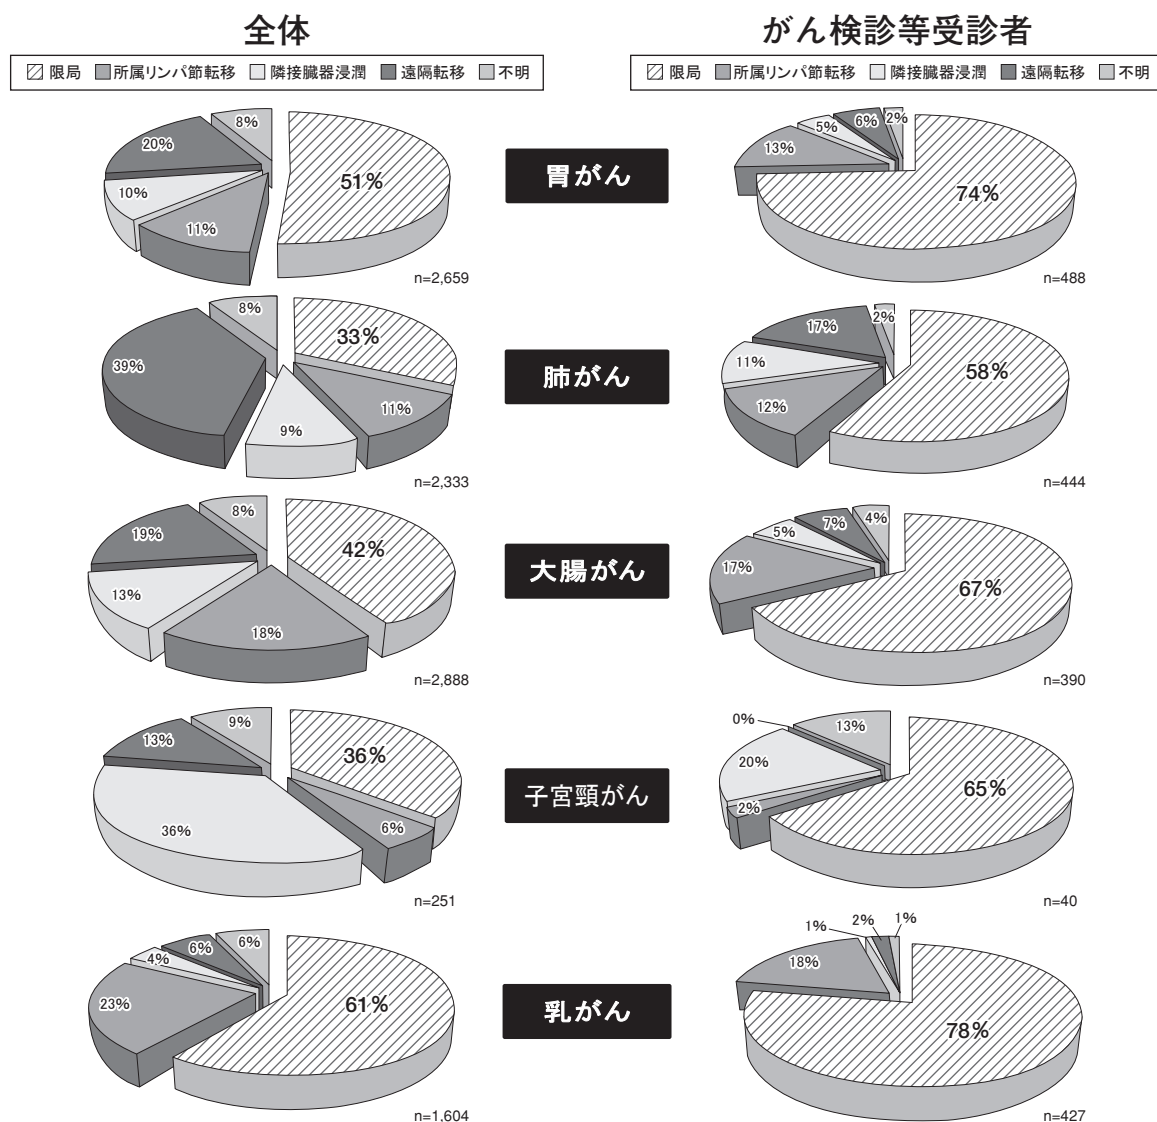 全体
がん検診等受診者
限局 所属リンパ節転移 隣接臓器浸潤 遠隔転移 不明
限局 所属リンパ節転移 隣接臓器浸潤 遠隔転移 不明
胃がん
51%
11%
10%
20%
8%
n=2,659
74%
13%
5%
6%
2%
n=488
肺がん
33%
11%
9%
39%
8%
n=2,333
58%
12%
11%
17%
2%
n=444
大腸がん
42%
18%
13%
19%
8%
n=2,888
67%
17%
5%
7%
4%
n=390
子宮頸がん
36%
6%
36%
13%
9%
n=251
65%
2%
20%
0%
13%
n=40
乳がん
61%
23%
4%
6%
6%
n=1,604
78%
18%
1%
2%
1%
n=427